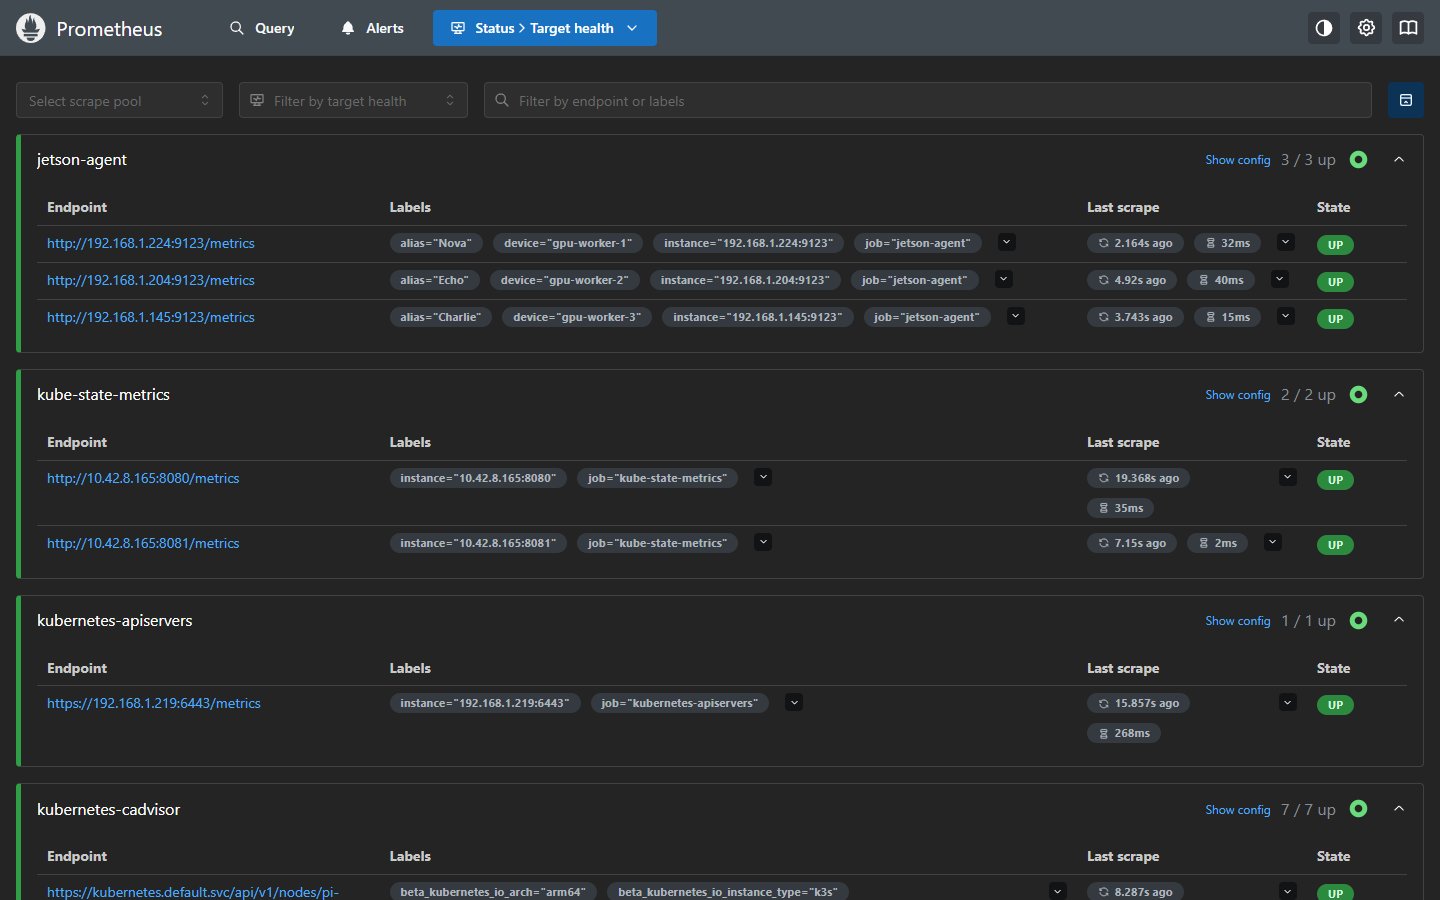 Prometheus Query Alerts Status > Target health
Select scrape pool Filter by target health Filter by endpoint or labels
jetson-agent Show config 3 / 3 up
Endpoint Labels Last scrape State
http://192.168.1.224:9123/metrics alias="Nova" device="gpu-worker-1" instance="192.168.1.224:9123" job="jetson-agent" 2.164s ago 32ms UP
http://192.168.1.204:9123/metrics alias="Echo" device="gpu-worker-2" instance="192.168.1.204:9123" job="jetson-agent" 4.92s ago 40ms UP
http://192.168.1.145:9123/metrics alias="Charlie" device="gpu-worker-3" instance="192.168.1.145:9123" job="jetson-agent" 3.743s ago 15ms UP
kube-state-metrics Show config 2 / 2 up
Endpoint Labels Last scrape State
http://10.42.8.165:8080/metrics instance="10.42.8.165:8080" job="kube-state-metrics" 19.368s ago UP
35ms
http://10.42.8.165:8081/metrics instance="10.42.8.165:8081" job="kube-state-metrics" 7.15s ago 2ms UP
kubernetes-apiservers Show config 1 / 1 up
Endpoint Labels Last scrape State
https://192.168.1.219:6443/metrics instance="192.168.1.219:6443" job="kubernetes-apiservers" 15.857s ago UP
268ms
kubernetes-cadvisor Show config 7 / 7 up
Endpoint Labels Last scrape State
https://kubernetes.default.svc/api/v1/nodes/pi- beta_kubernetes_io_arch="arm64" beta_kubernetes_io_instance_type="k3s" 8.287s ago UP